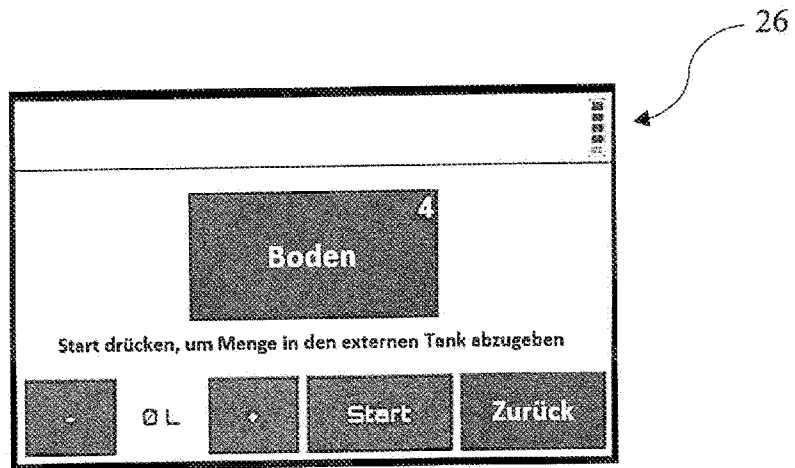 26
4
Boden
Start drücken, um Menge in den externen Tank abzugeben
- 0 L + Start Zurück